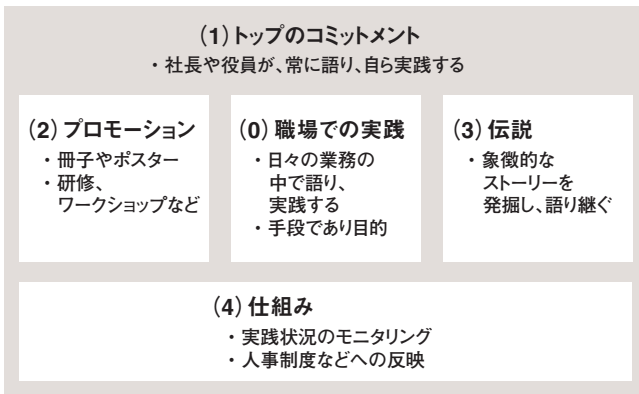 (1)トップのコミットメント
・社長や役員が、常に語り、自ら実践する
(2)プロモーション
・冊子やポスター
・研修、
ワークショップなど
(0)職場での実践
・日々の業務の
中で語り、
実践する
・手段であり目的
(3)伝説
・象徴的な
ストーリーを
発掘し、語り継ぐ
(4)仕組み
・実践状況のモニタリング
・人事制度などへの反映